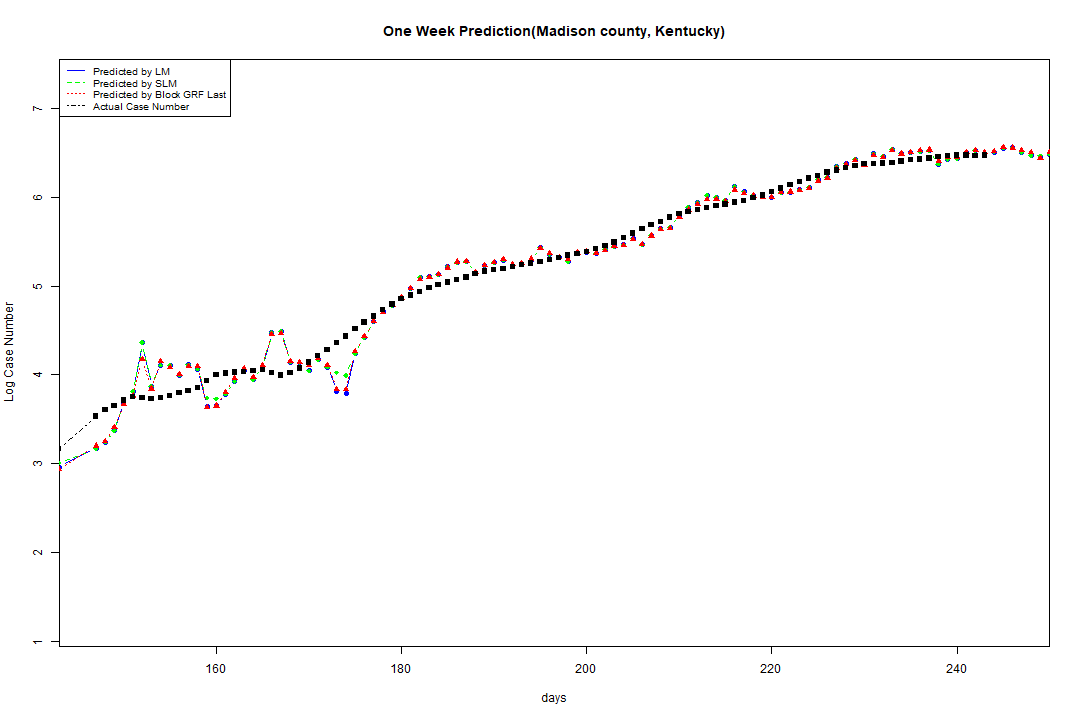 One Week Prediction(Madison county, Kentucky)
Predicted by LM
Predicted by SLM
Predicted by Block GRF Last
Actual Case Number
7
6
5
4
3
2
1
Log Case Number
160 180 200 220 240
days